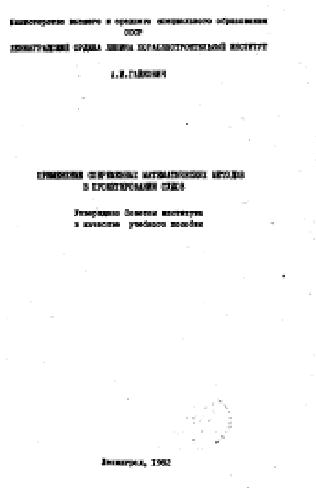 Министерство высшего и среднего специального образования
СССР
ЛЕНИНГРАДСКИЙ ОРДЕНА ЛЕНИНА КОРАБЛЕСТРОИТЕЛЬНЫЙ ИНСТИТУТ
А.И.ГАЙКОВИЧ
ПРИМЕНЕНИЕ СОВРЕМЕННЫХ МАТЕМАТИЧЕСКИХ МЕТОДОВ
В ПРОЕКТИРОВАНИИ СУДОВ
Утверждено Советом института
в качестве учебного пособия
Ленинград, 1982